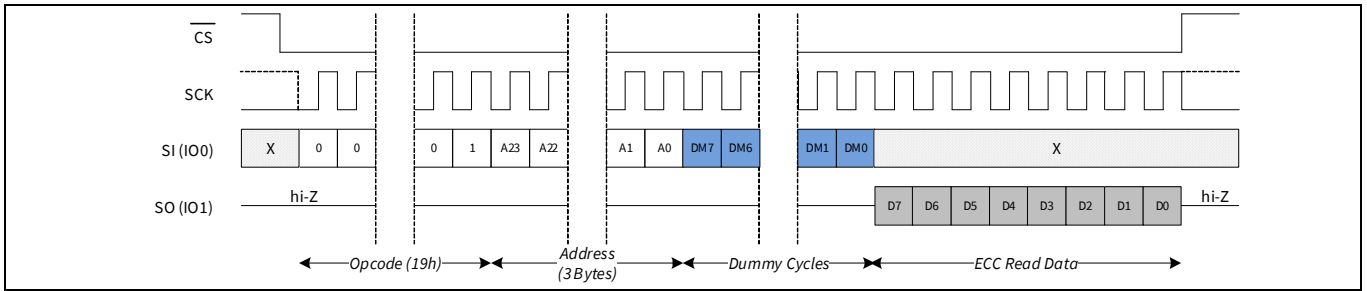 CS
SCK
SI (IO0) X 0 0 0 1 A23 A22 A1 A0 DM7 DM6 DM1 DM0 X
hi-Z hi-Z
SO (IO1) D7 D6 D5 D4 D3 D2 D1 D0
Opcode (19h) Address (3 Bytes) Dummy Cycles ECC Read Data